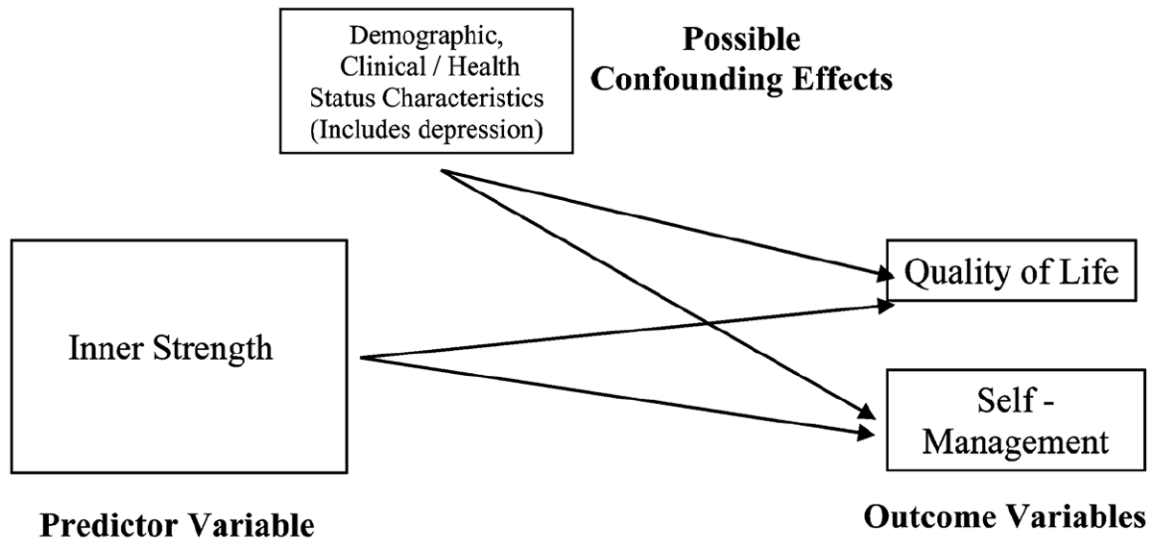 Demographic,
Clinical / Health
Status Characteristics
(Includes depression)
Possible
Confounding Effects
Inner Strength
Quality of Life
Self -
Management
Predictor Variable
Outcome Variables